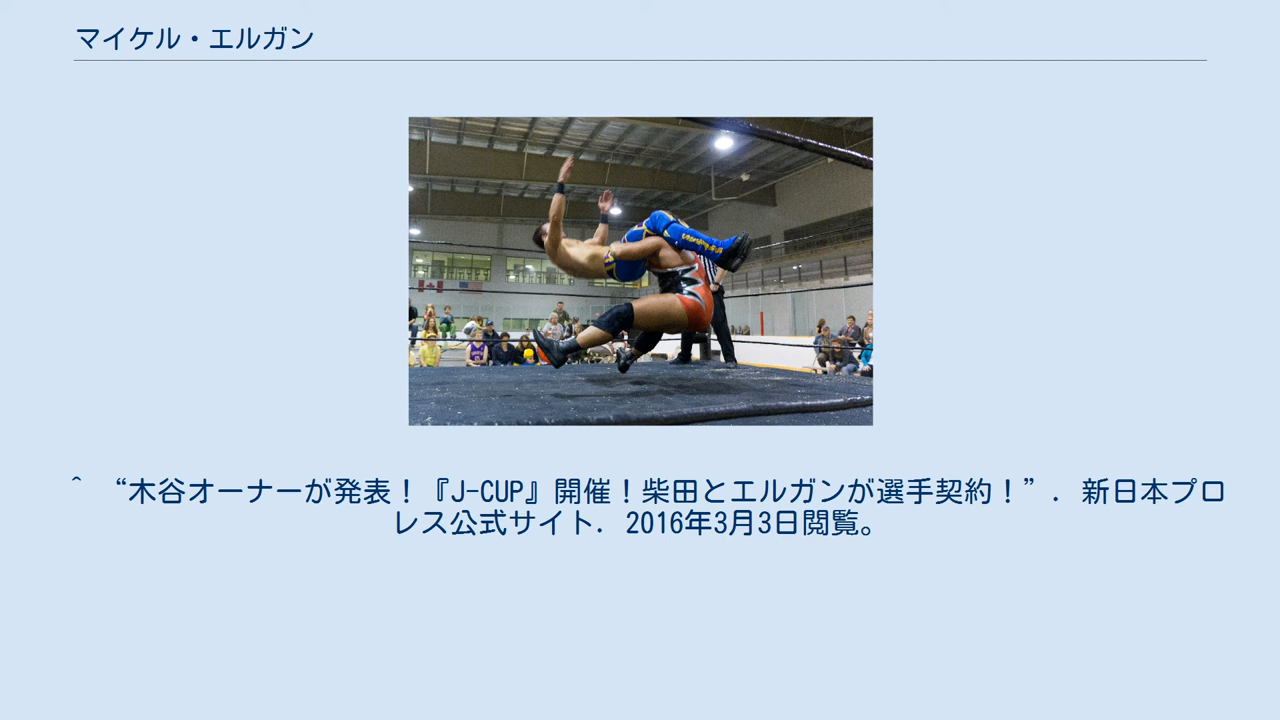 マイケル・エルガン
^ “木谷オーナーが発表！『J-CUP』開催！柴田とエルガンが選手契約！”. 新日本プロ
レス公式サイト. 2016年3月3日閲覧。